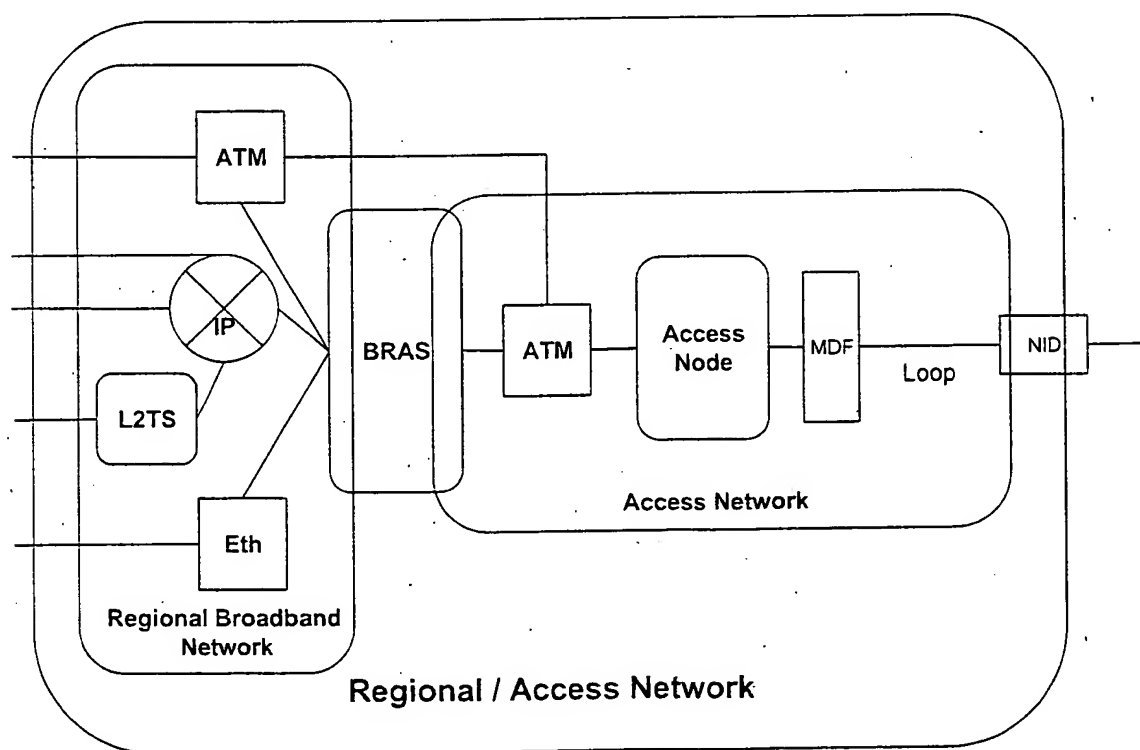 ATM
IP
BRAS
ATM
Access
Node
MDF
Loop
NID
L2TS
Access Network
Eth
Regional Broadband
Network
Regional / Access Network